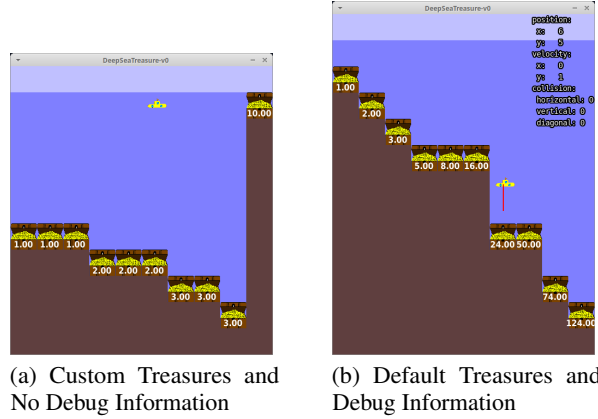 DeepSeaTreasure-v0
10.00
1.00 1.00 1.00
2.00 2.00 2.00
3.00 3.00
3.00
(a) Custom Treasures and
No Debug Information
DeepSeaTreasure-v0
position:
x: 6
y: 5
velocity:
x: 0
y: 1
collision:
horizontal: 0
vertical: 0
diagonal: 0
1.00
2.00
3.00
5.00 8.00 16.00
24.00 50.00
74.00
124.00
(b) Default Treasures and
Debug Information